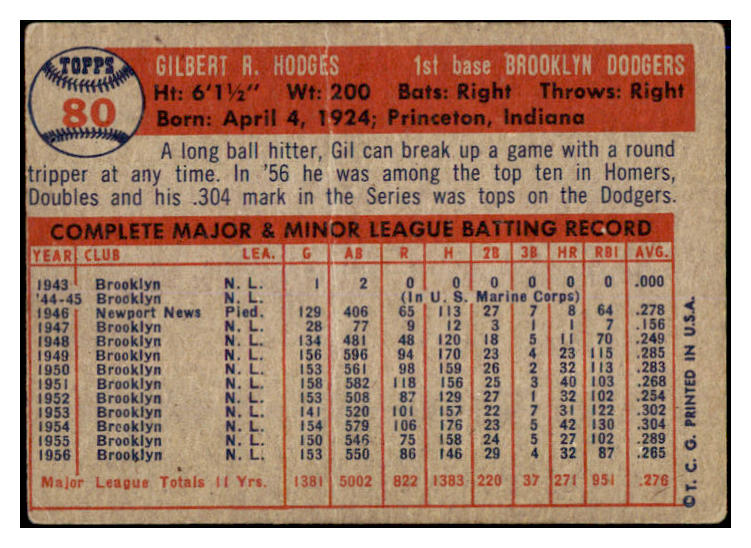 TOPPS
80
GILBERT R. HODGES 1st base BROOKLYN DODGERS
Ht: 6'1½" Wt: 200 Bats: Right Throws: Right
Born: April 4, 1924; Princeton, Indiana
A long ball hitter, Gil can break up a game with a round
tripper at any time. In '56 he was among the top ten in Homers,
Doubles and his .304 mark in the Series was tops on the Dodgers.
COMPLETE MAJOR & MINOR LEAGUE BATTING RECORD
YEAR CLUB LEA. G AB R H 2B 3B HR RBI AVG.
1943 Brooklyn N. L. 1 2 0 0 0 0 0 0 .000
'44-45 Brooklyn N. L. (In U. S. Marine Corps)
1946 Newport News Pied. 129 406 65 113 27 7 8 64 .278
1947 Brooklyn N. L. 28 77 9 12 3 1 1 7 .156
1948 Brooklyn N. L. 134 481 48 120 18 5 11 70 .249
1949 Brooklyn N. L. 156 596 94 170 23 4 23 115 .285
1950 Brooklyn N. L. 153 561 98 159 26 2 32 113 .283
1951 Brooklyn N. L. 158 582 118 156 25 3 40 103 .268
1952 Brooklyn N. L. 153 508 87 129 27 1 32 102 .254
1953 Brooklyn N. L. 141 520 101 157 22 7 31 122 .302
1954 Brooklyn N. L. 154 579 106 176 23 5 42 130 .304
1955 Brooklyn N. L. 150 546 75 158 24 5 27 102 .289
1956 Brooklyn N. L. 153 550 86 146 29 4 32 87 .265
Major League Totals 11 Yrs. 1381 5002 822 1383 220 37 271 951 .276
© T. C. G. PRINTED IN U.S.A.